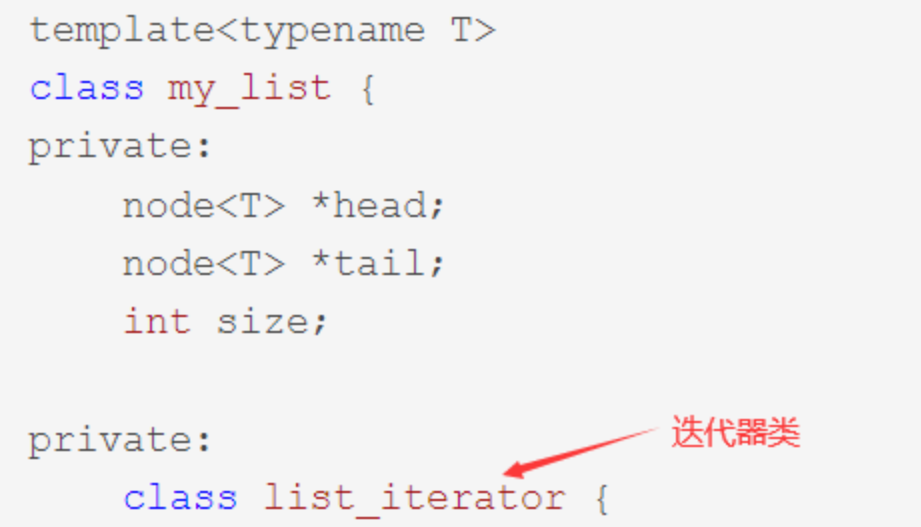 template<typename T>
class my_list {
private:
    node<T> *head;
    node<T> *tail;
    int size;
private:
迭代器类
    class list_iterator {